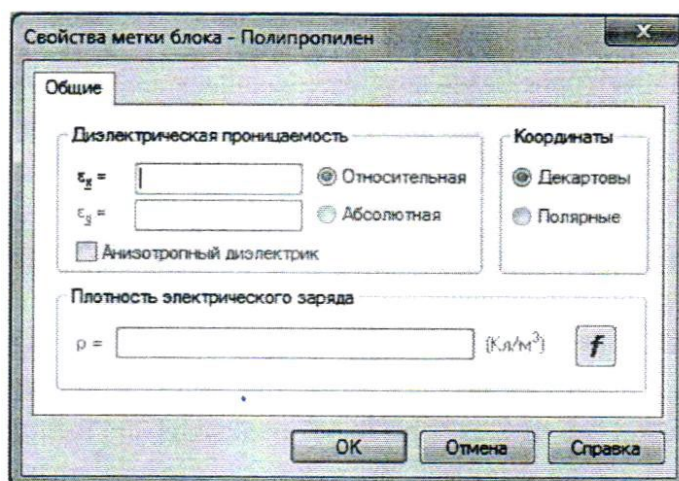 Свойства метки блока - Полипропилен
Общие
Диэлектрическая проницаемость
εx =
Относительная
εy =
Абсолютная
Анизотропный диэлектрик
Координаты
Декартовы
Полярные
Плотность электрического заряда
ρ =
(Кл/м³)
f
OK
Отмена
Справка